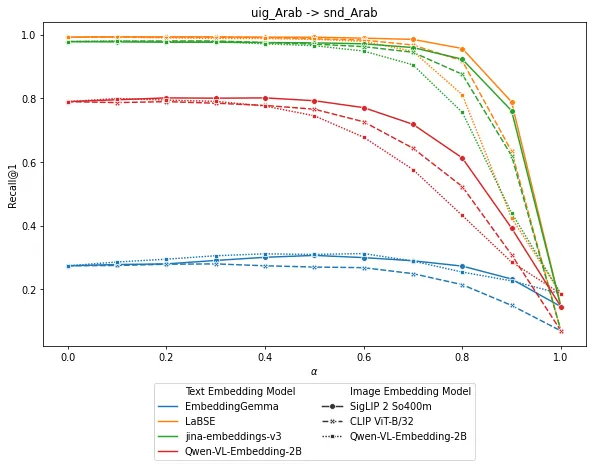 uig_Arab -> snd_Arab
1.0
0.8
0.6
0.4
0.2
Recall@1
0.0 0.2 0.4 0.6 0.8 1.0
α
Text Embedding Model Image Embedding Model
EmbeddingGemma SigLIP 2 So400m
LaBSE CLIP ViT-B/32
jina-embeddings-v3 Qwen-VL-Embedding-2B
Qwen-VL-Embedding-2B